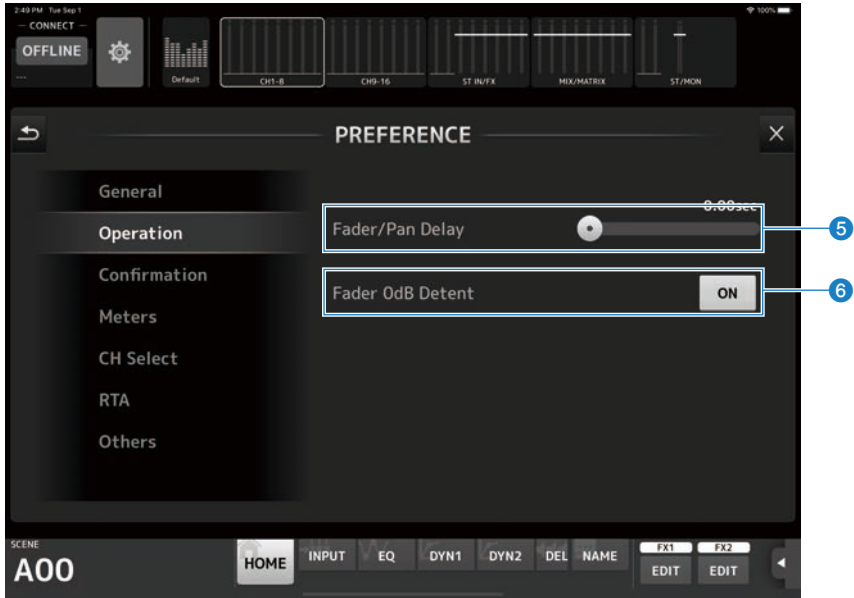 2:49 PM Tue Sep 1
100%
CONNECT
OFFLINE
---
Default
CH1-8
CH9-16
ST IN/FX
MIX/MATRIX
ST/MON
PREFERENCE
General
Operation
Confirmation
Meters
CH Select
RTA
Others
0.00sec
Fader/Pan Delay
5
Fader 0dB Detent
ON
6
SCENE
A00
HOME
INPUT
EQ
DYN1
DYN2
DEL
NAME
FX1
EDIT
FX2
EDIT